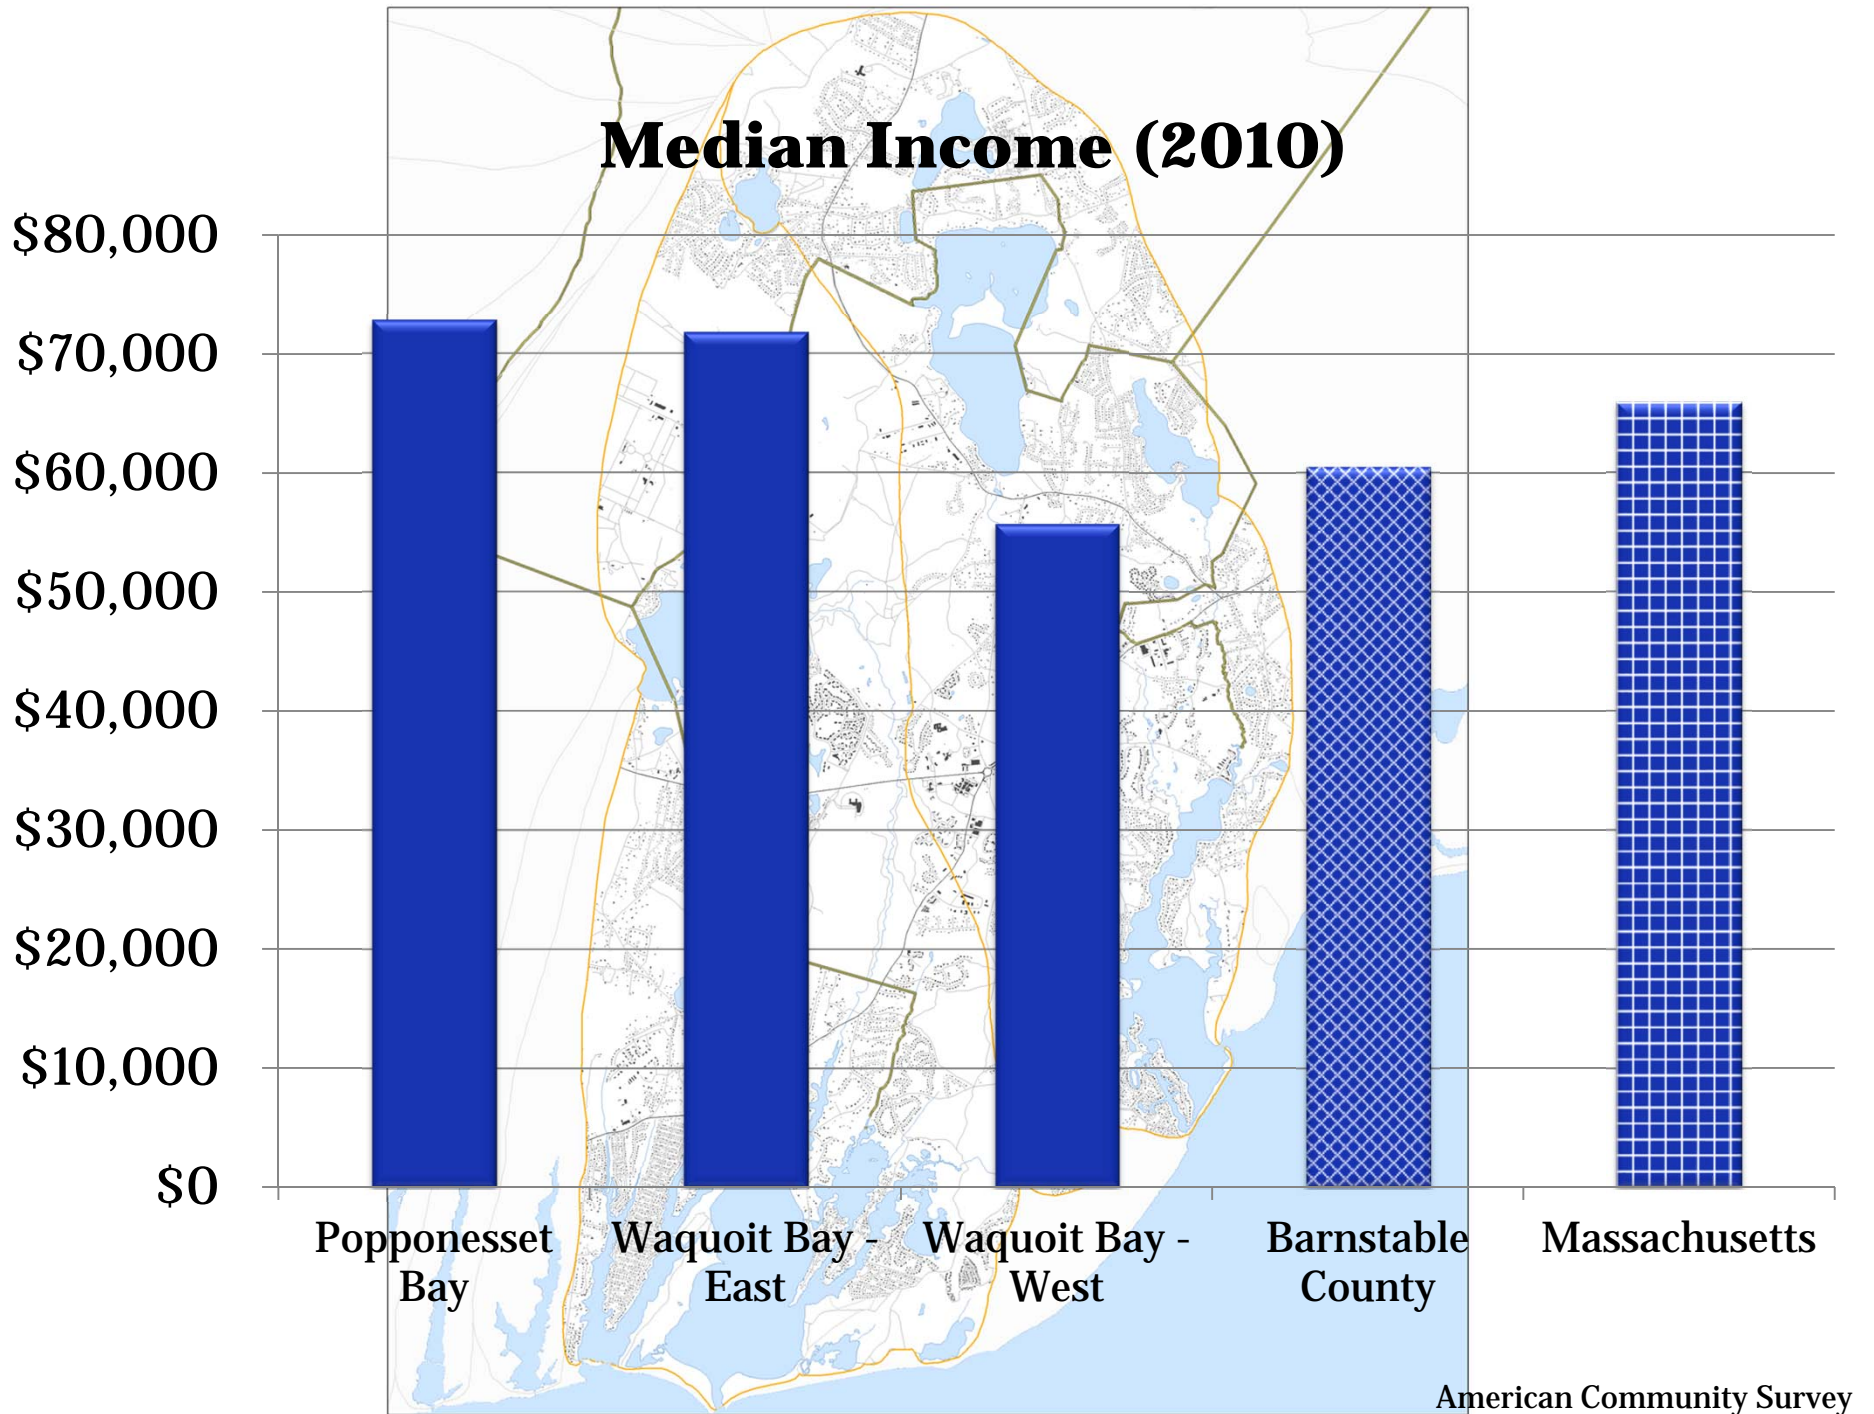 Median Income (2010)
$80,000
$70,000
$60,000
$50,000
$40,000
$30,000
$20,000
$10,000
$0
Popponesset
Bay
Waquoit Bay -
East
Waquoit Bay -
West
Barnstable
County
Massachusetts
American Community Survey